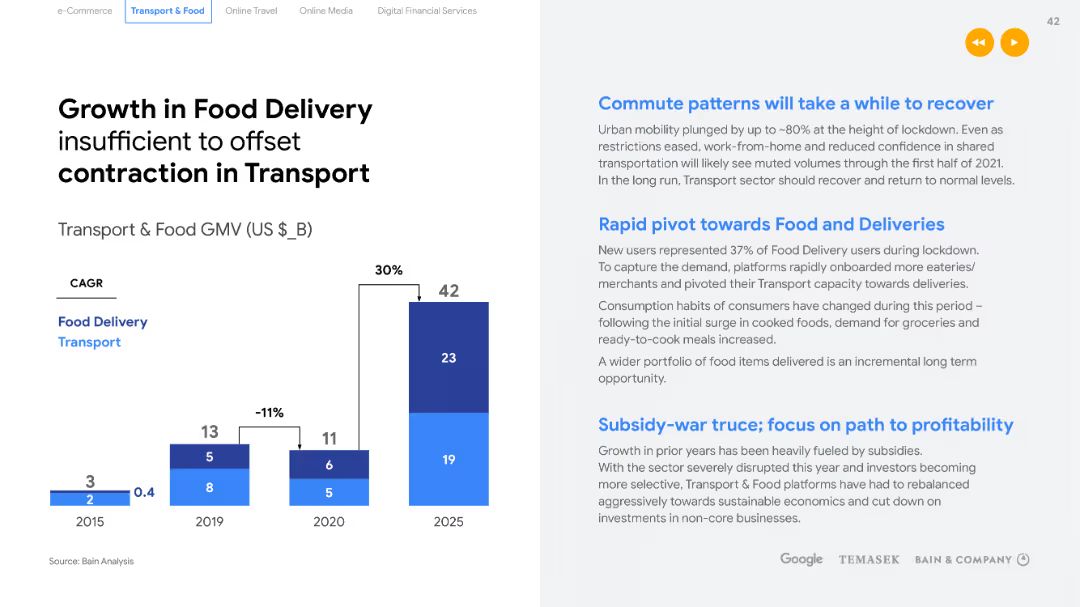 e-Commerce
Transport & Food
Online Travel
Online Media
Digital Financial Services
42
Growth in Food Delivery
insufficient to offset
contraction in Transport
Transport & Food GMV (US $_B)
CAGR
Food Delivery
Transport
3
0.4
2
2015
13
5
8
2019
-11%
11
6
5
2020
30%
42
23
19
2025
Source: Bain Analysis
Commute patterns will take a while to recover
Urban mobility plunged by up to ~80% at the height of lockdown. Even as
restrictions eased, work-from-home and reduced confidence in shared
transportation will likely see muted volumes through the first half of 2021.
In the long run, Transport sector should recover and return to normal levels.
Rapid pivot towards Food and Deliveries
New users represented 37% of Food Delivery users during lockdown.
To capture the demand, platforms rapidly onboarded more eateries/
merchants and pivoted their Transport capacity towards deliveries.
Consumption habits of consumers have changed during this period –
following the initial surge in cooked foods, demand for groceries and
ready-to-cook meals increased.
A wider portfolio of food items delivered is an incremental long term
opportunity.
Subsidy-war truce; focus on path to profitability
Growth in prior years has been heavily fueled by subsidies.
With the sector severely disrupted this year and investors becoming
more selective, Transport & Food platforms have had to rebalanced
aggressively towards sustainable economics and cut down on
investments in non-core businesses.
Google
TEMASEK
BAIN & COMPANY